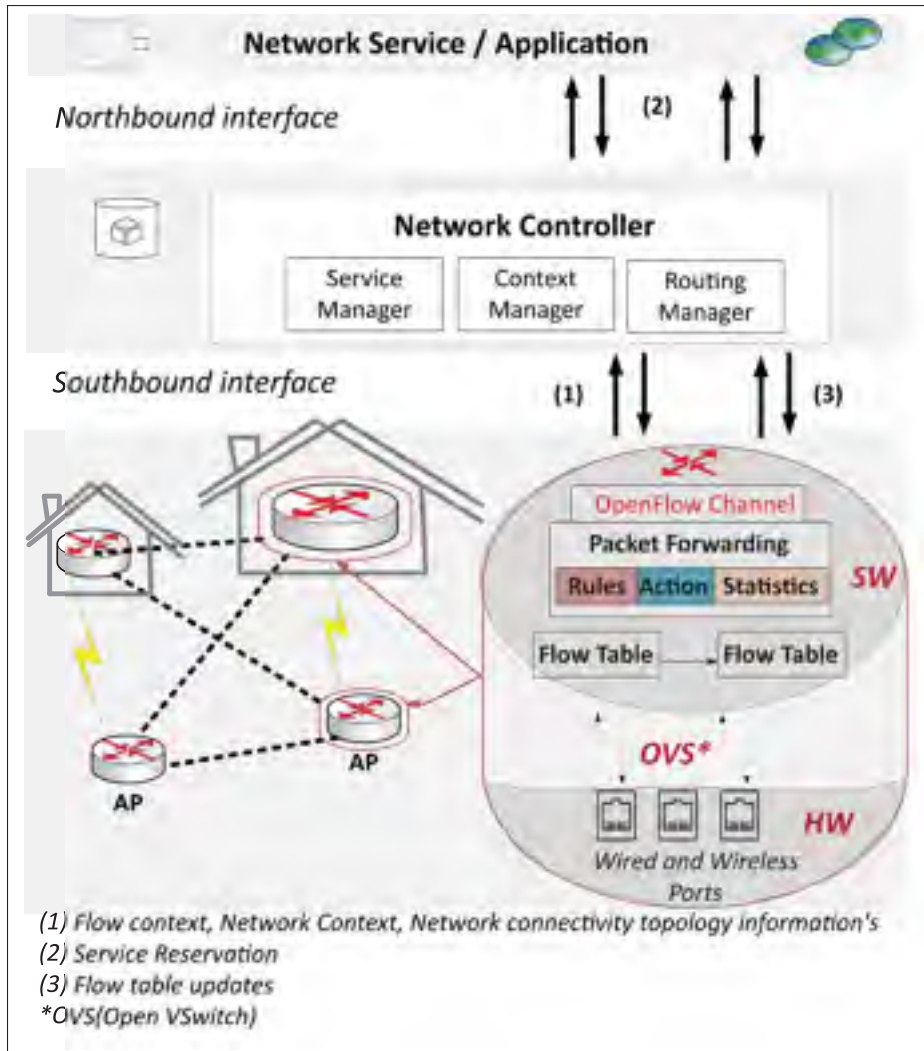 Network Service / Application
(2)
Northbound interface
Network Controller
Service
Manager
Context
Manager
Routing
Manager
Southbound interface
(1)
(3)
OpenFlow Channel
Packet Forwarding
Rules Action Statistics
SW
Flow Table
Flow Table
AP
AP
OVS*
HW
Wired and Wireless
Ports
(1) Flow context, Network Context, Network connectivity topology information's
(2) Service Reservation
(3) Flow table updates
*OVS(Open VSwitch)